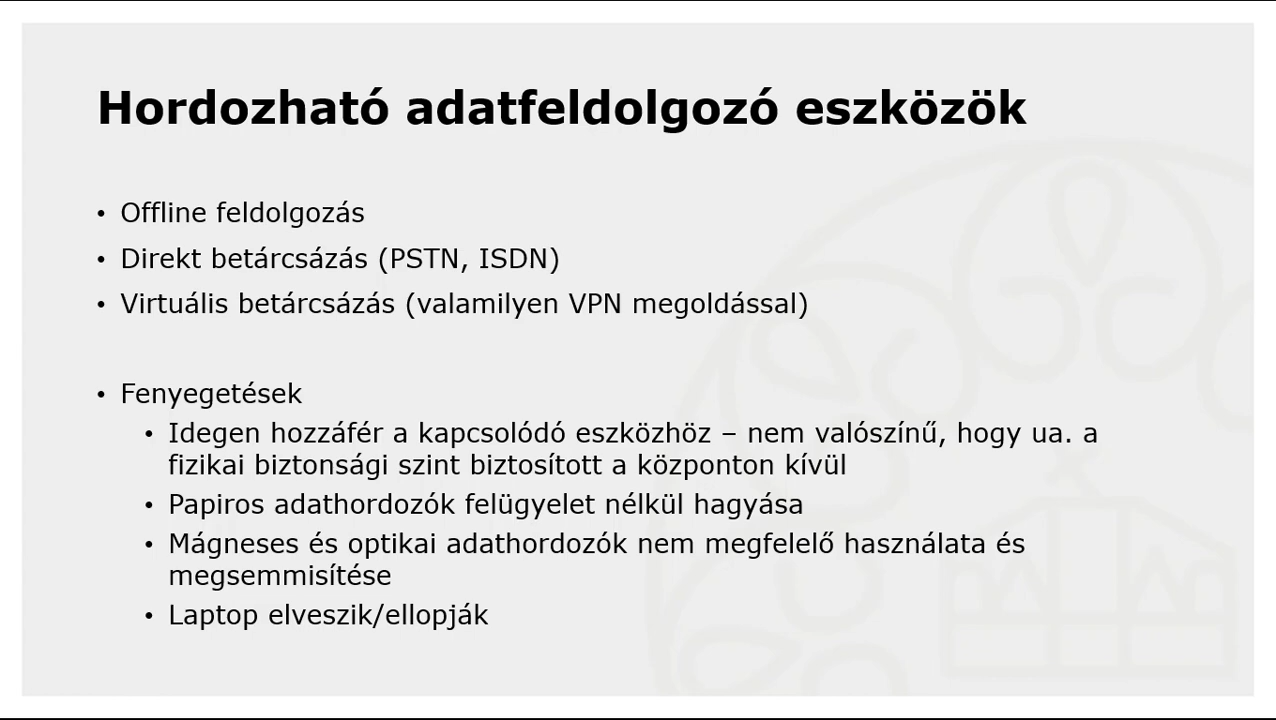 Hordozható adatfeldolgozó eszközök
• Offline feldolgozás
• Direkt betárcsázás (PSTN, ISDN)
• Virtuális betárcsázás (valamilyen VPN megoldással)
• Fenyegetések
• Idegen hozzáfér a kapcsolódó eszközhöz – nem valószínű, hogy ua. a
fizikai biztonsági szint biztosított a központon kívül
• Papiros adathordozók felügyelet nélkül hagyása
• Mágneses és optikai adathordozók nem megfelelő használata és
megsemmisítése
• Laptop elveszik/ellopják